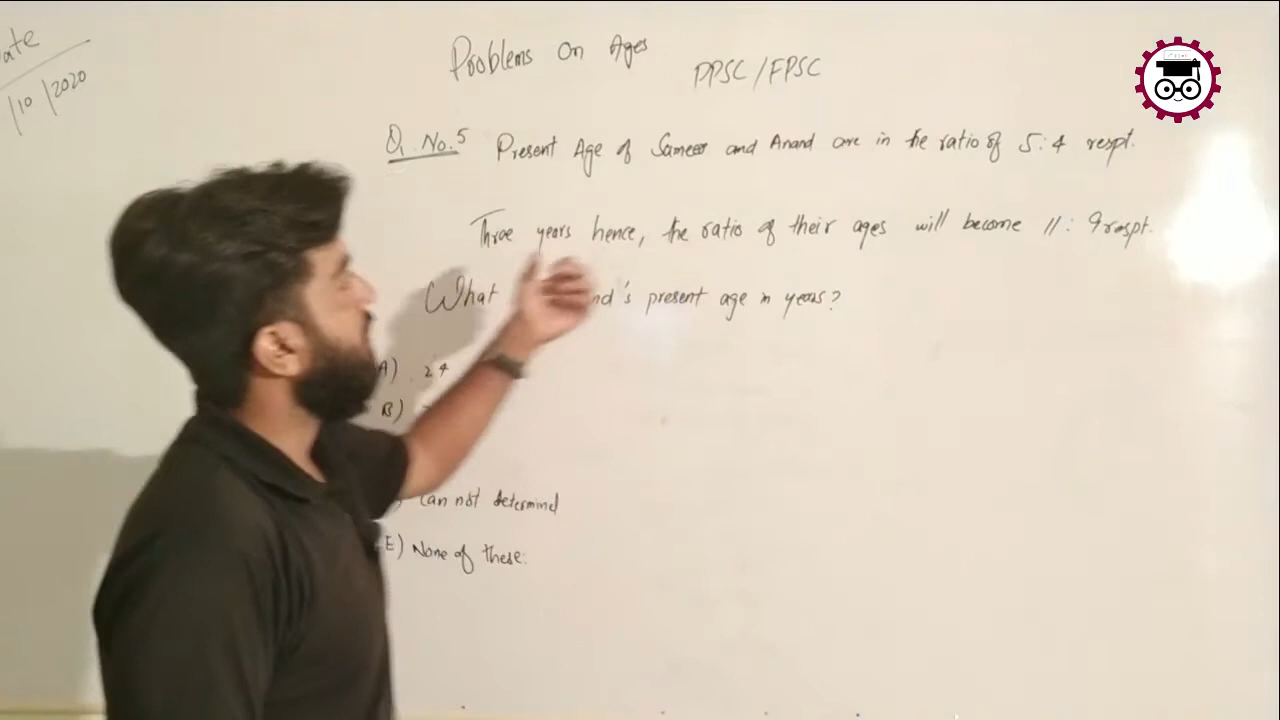 ate
/10/2020
Problems on Ages
PPSC/FPSC
Q. No.5 Present Age of Sameer and Anand are in the ratio of 5:4 respt.
Three years hence, the ratio of their ages will become 11: 9 respt.
What nd's present age in years?
A) 24
B)
can not determind
E) None of these: